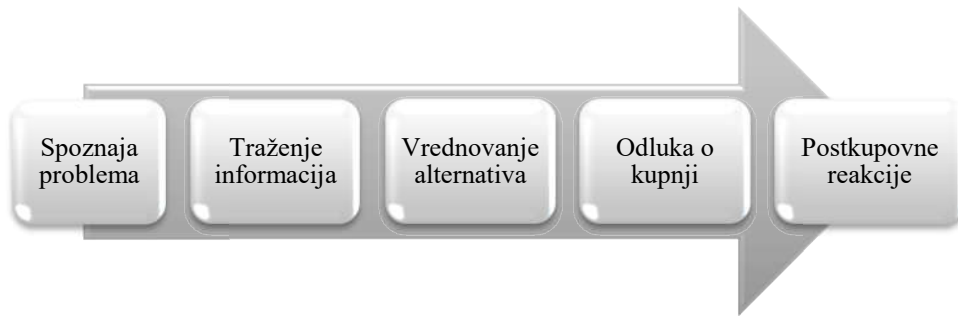 Spoznaja
problema
Traženje
informacija
Vrednovanje
alternativa
Odluka o
kupnji
Postkupovne
reakcije